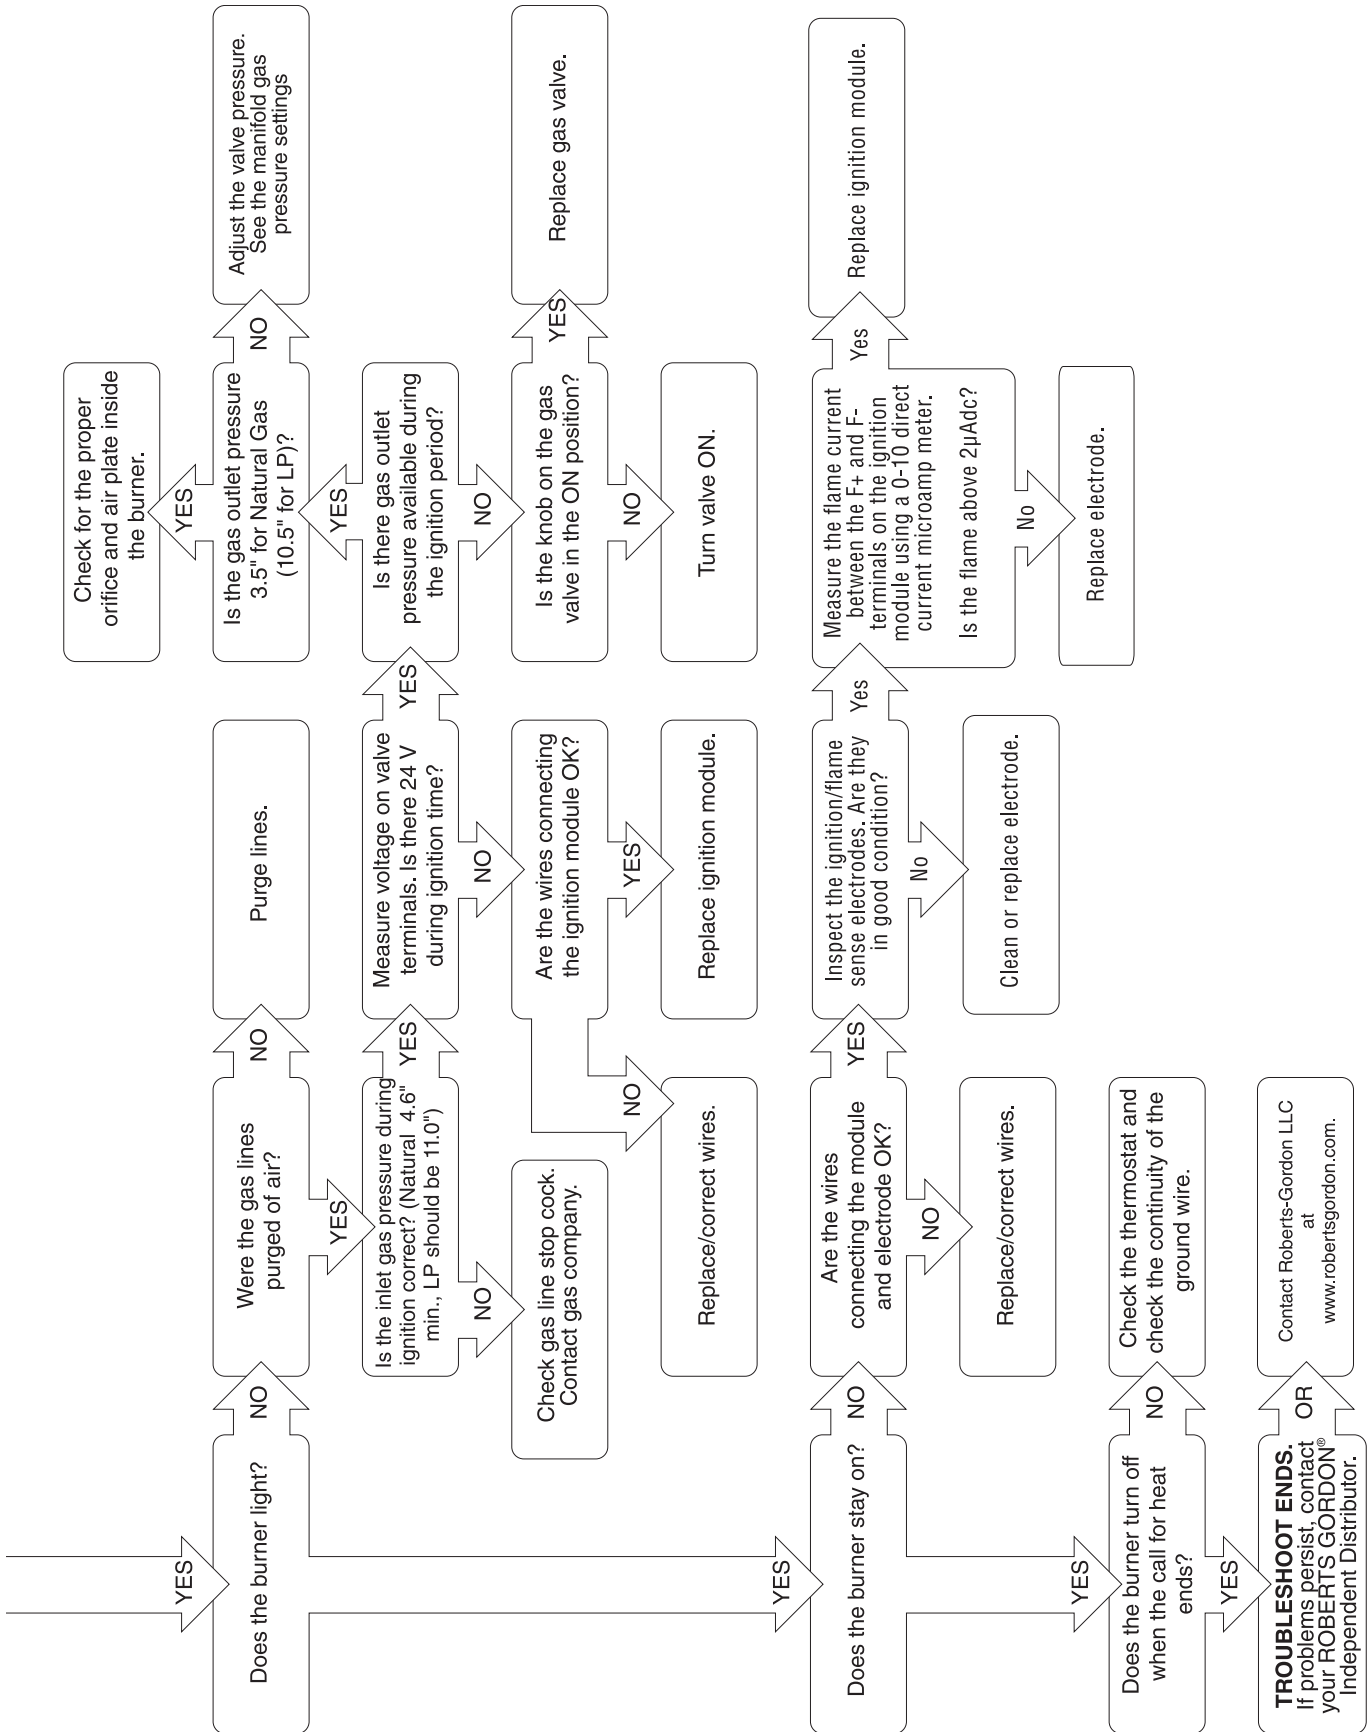 YES
Does the burner light?
NO
Were the gas lines
purged of air?
NO
Purge lines.
YES
Is the inlet gas pressure during
ignition correct? (Natural 4.6"
min., LP should be 11.0")
NO
Check gas line stop cock.
Contact gas company.
YES
Measure voltage on valve
terminals. Is there 24 V
during ignition time?
NO
Are the wires connecting
the ignition module OK?
NO
Replace/correct wires.
YES
Replace ignition module.
YES
Is there gas outlet
pressure available during
the ignition period?
YES
Is the gas outlet pressure
3.5" for Natural Gas
(10.5" for LP)?
YES
Check for the proper
orifice and air plate inside
the burner.
NO
Adjust the valve pressure.
See the manifold gas
pressure settings
NO
Is the knob on the gas
valve in the ON position?
YES
Replace gas valve.
NO
Turn valve ON.
YES
Does the burner stay on?
NO
Are the wires
connecting the module
and electrode OK?
NO
Replace/correct wires.
YES
Inspect the ignition/flame
sense electrodes. Are they
in good condition?
No
Clean or replace electrode.
Yes
Measure the flame current
between the F+ and F-
terminals on the ignition
module using a 0-10 direct
current microamp meter.
Is the flame above 2µAdc?
Yes
Replace ignition module.
No
Replace electrode.
YES
Does the burner turn off
when the call for heat
ends?
NO
Check the thermostat and
check the continuity of the
ground wire.
YES
TROUBLESHOOT ENDS.
If problems persist, contact
your ROBERTS GORDON®
Independent Distributor.
OR
Contact Roberts-Gordon LLC
at
www.robertsgordon.com.